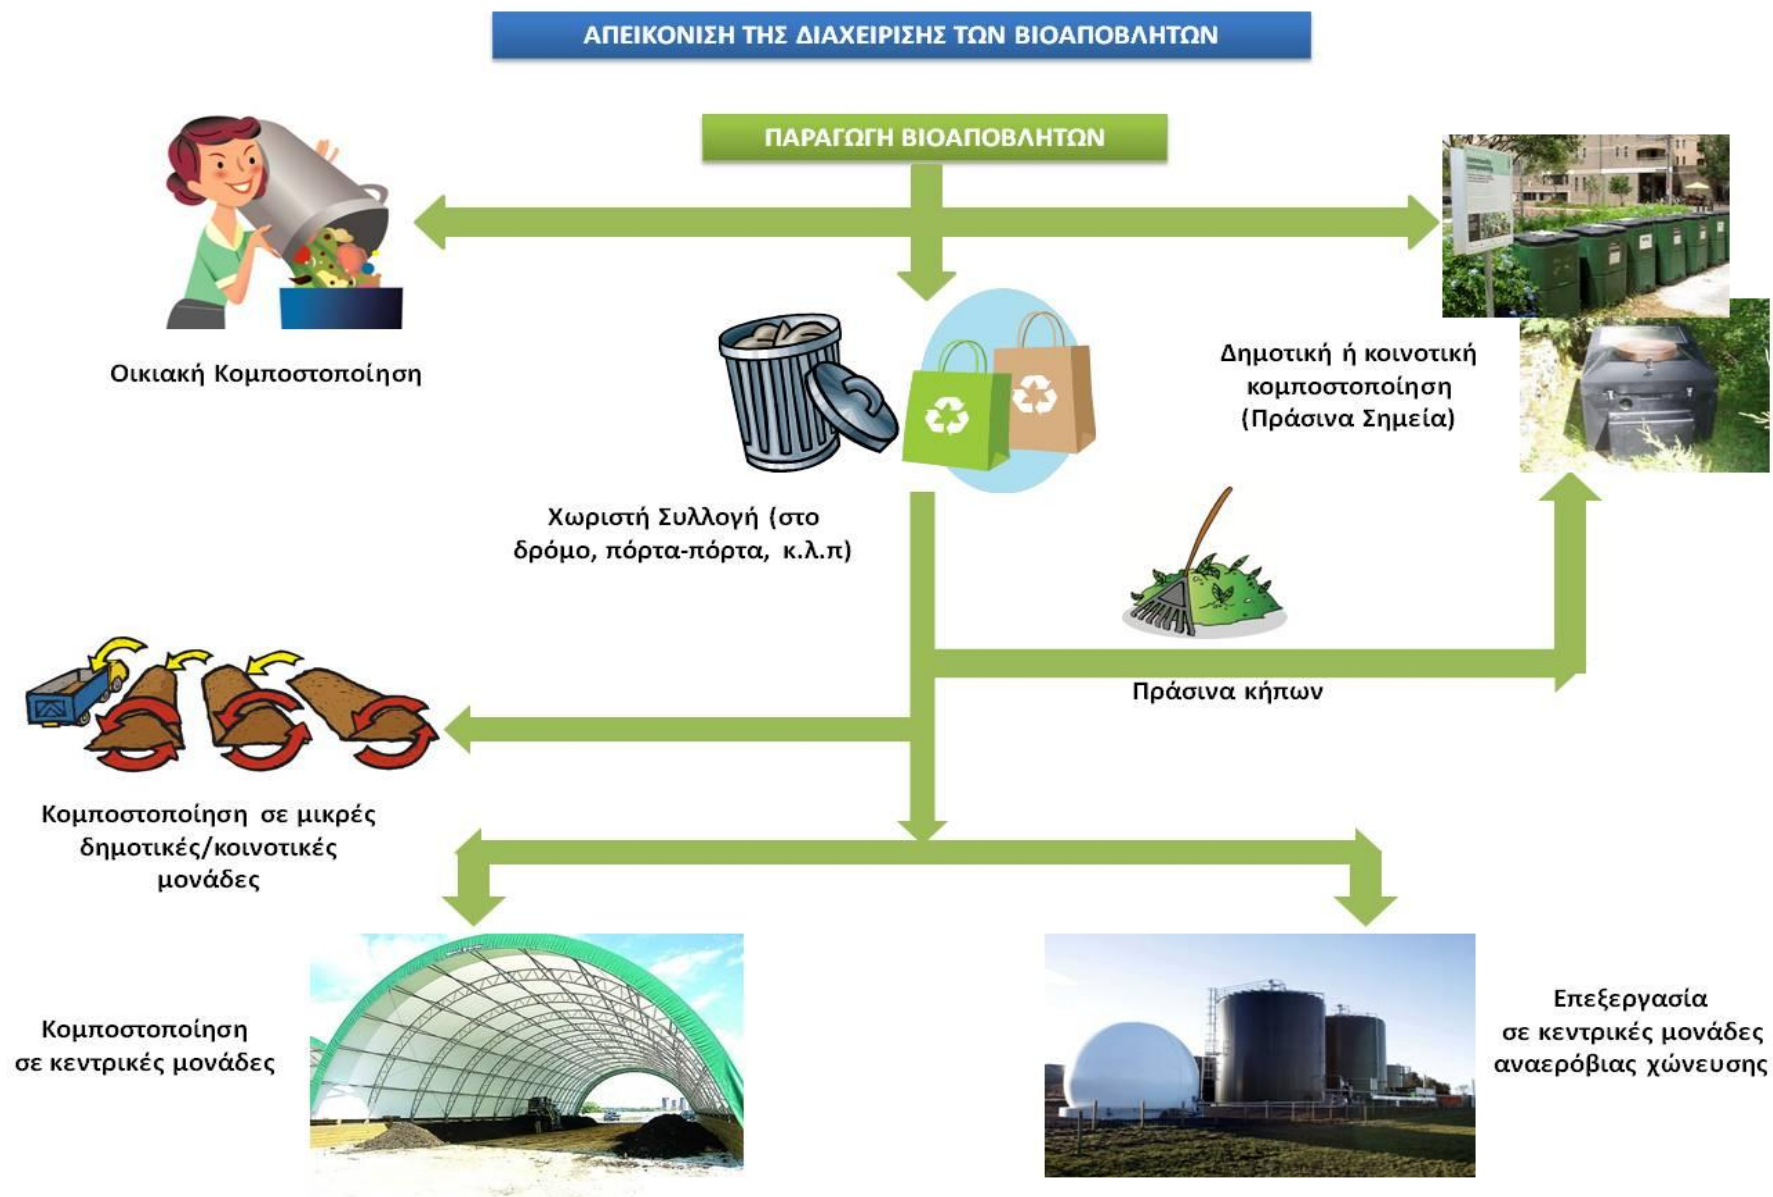 ΑΠΕΙΚΟΝΙΣΗ ΤΗΣ ΔΙΑΧΕΙΡΙΣΗΣ ΤΩΝ ΒΙΟΑΠΟΒΛΗΤΩΝ
ΠΑΡΑΓΩΓΗ ΒΙΟΑΠΟΒΛΗΤΩΝ
Οικιακή Κομποστοποίηση
Δημοτική ή κοινοτική
κομποστοποίηση
(Πράσινα Σημεία)
Χωριστή Συλλογή (στο
δρόμο, πόρτα-πόρτα, κ.λ.π)
Πράσινα κήπων
Κομποστοποίηση σε μικρές
δημοτικές/κοινοτικές
μονάδες
Κομποστοποίηση
σε κεντρικές μονάδες
Επεξεργασία
σε κεντρικές μονάδες
αναερόβιας χώνευσης